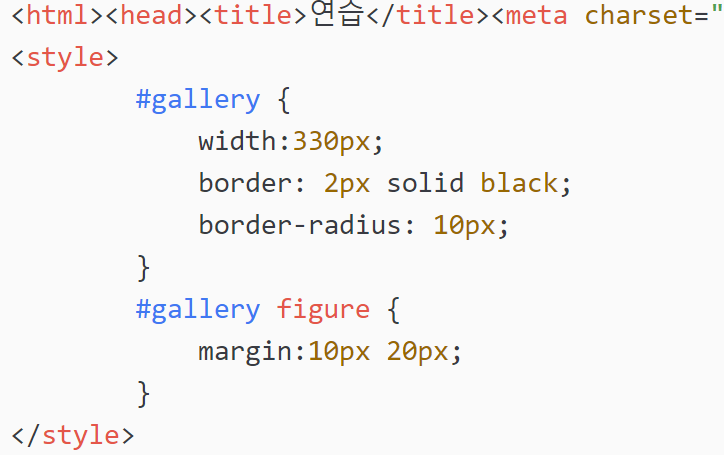 <html><head><title>연습</title><meta charset="
<style>
#gallery {
width:330px;
border: 2px solid black;
border-radius: 10px;
}
#gallery figure {
margin:10px 20px;
}
</style>